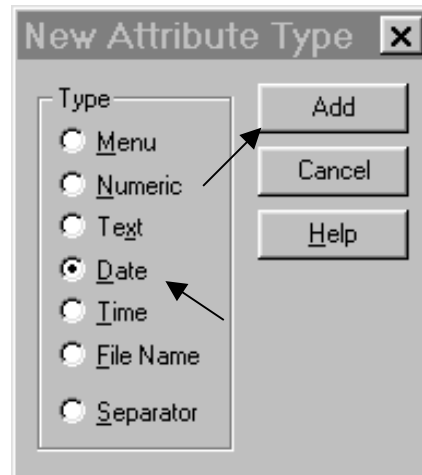 New Attribute Type
Type
Menu
Numeric
Text
Date
Time
File Name
Separator
Add
Cancel
Help